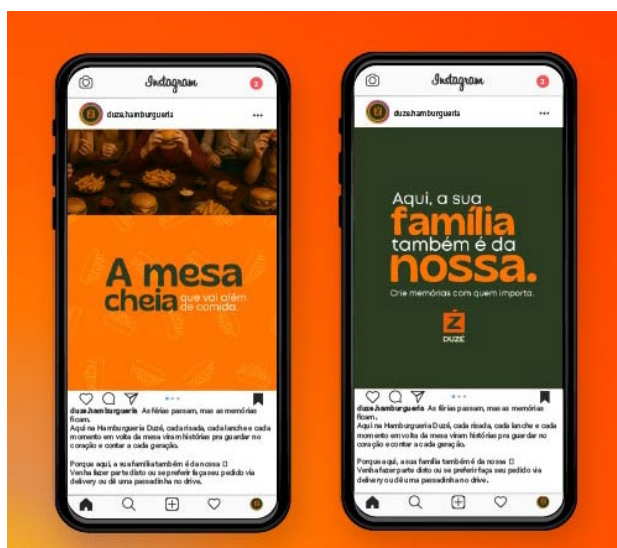 Instagram
2
duze.hamburgueria
A mesa
cheia que vai além
de comida.
duze.hamburgueria As férias passam, mas as memórias
ficam.
Aqui na Hamburgueria Duzé, cada risada, cada lanche e cada
momento em volta da mesa viram histórias pra guardar no
coração e contar a cada geração.
Porque aqui, a sua família também é da nossa
Venha fazer parte disto ou se preferir faça seu pedido via
delivery ou dê uma passadinha no drive.
Instagram
2
duze.hamburgueria
Aqui, a sua
família
também é da
nossa.
Crie memórias com quem importa.
Ź
DUZÉ
duze.hamburgueria As férias passam, mas as memórias
ficam.
Aqui na Hamburgueria Duzé, cada risada, cada lanche e cada
momento em volta da mesa viram histórias pra guardar no
coração e contar a cada geração.
Porque aqui, a sua família também é da nossa
Venha fazer parte disto ou se preferir faça seu pedido via
delivery ou dê uma passadinha no drive.